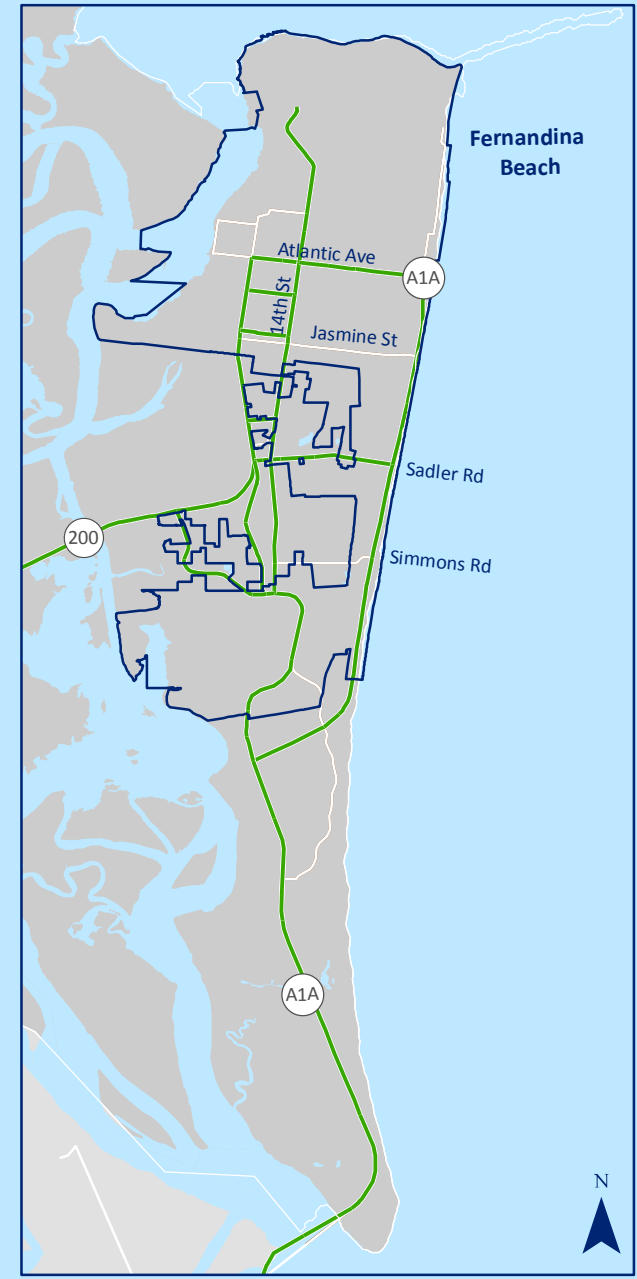 Fernandina
Beach
Atlantic Ave
A1A
14th St
Jasmine St
Sadler Rd
200
Simmons Rd
A1A
N